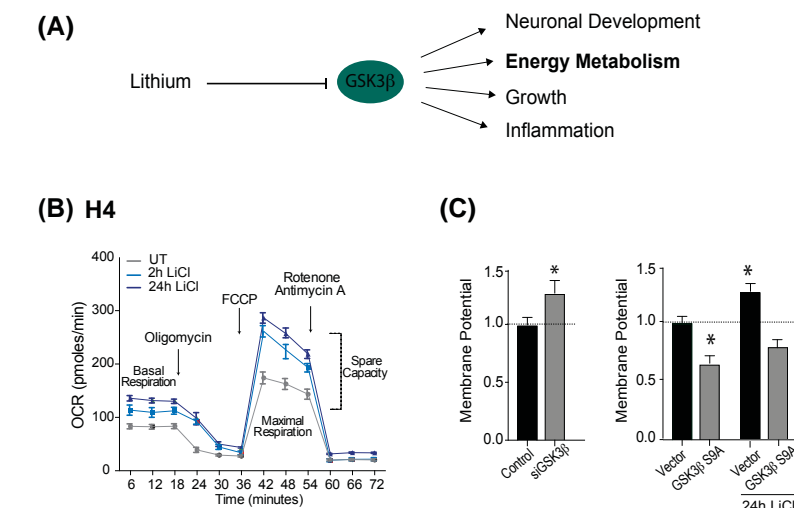 (A)
Lithium
GSK3β
Neuronal Development
Energy Metabolism
Growth
Inflammation
(B) H4
OCR (pmoles/min)
400
300
200
100
0
UT
2h LiCl
24h LiCl
Basal
Respiration
Oligomycin
FCCP
Rotenone
Antimycin A
Maximal
Respiration
Spare
Capacity
6 12 18 24 30 36 42 48 54 60 66 72
Time (minutes)
(C)
Membrane Potential
1.5
1.0
0.5
0.0
*
Control
siGSK3β
Membrane Potential
1.5
1.0
0.5
0.0
*
*
Vector
GSK3β S9A
Vector
GSK3β S9A
24h LiCl